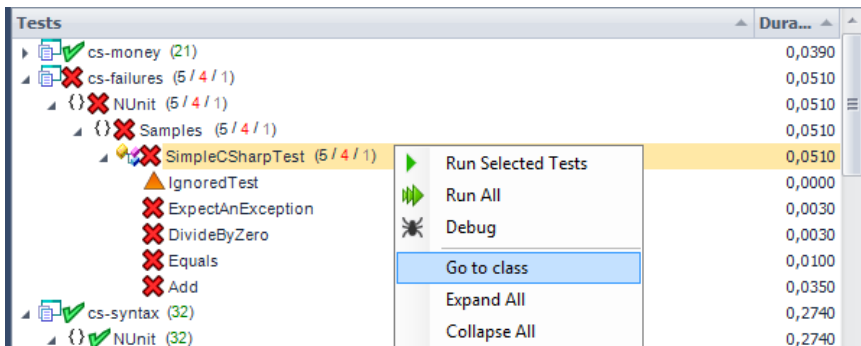 Tests Dura...
cs-money (21) 0,0390
cs-failures (5/4/1) 0,0510
{} NUnit (5/4/1) 0,0510
{} Samples (5/4/1) 0,0510
SimpleCSharpTest (5/4/1) 0,0510
IgnoredTest 0,0000
ExpectAnException 0,0030
DivideByZero 0,0030
Equals 0,0100
Add 0,0350
cs-syntax (32) 0,2740
{} NUnit (32) 0,2740
Run Selected Tests
Run All
Debug
Go to class
Expand All
Collapse All